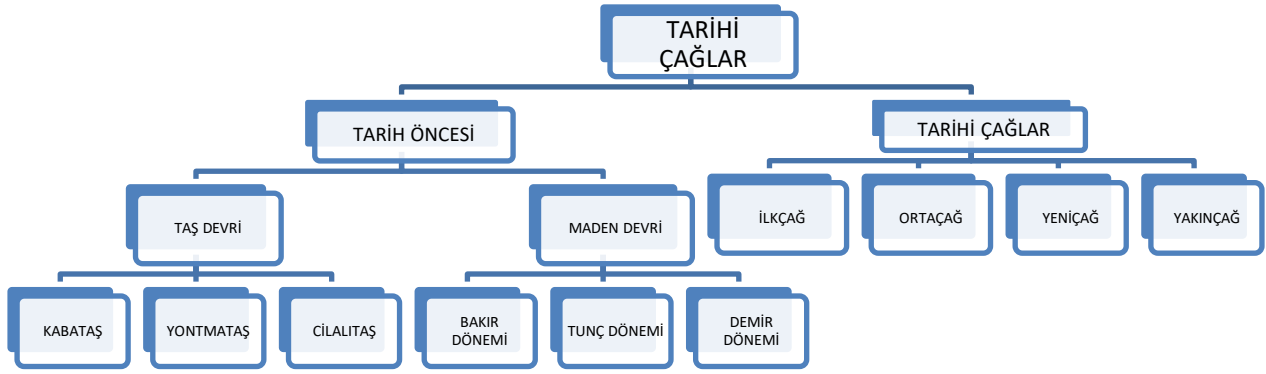 TARİHİ
ÇAĞLAR
TARİH ÖNCESİ
TARİHİ ÇAĞLAR
TAŞ DEVRİ
MADEN DEVRİ
İLKÇAĞ
ORTAÇAĞ
YENİÇAĞ
YAKINÇAĞ
KABATAŞ
YONTMATAŞ
CİLALITAŞ
BAKIR
DÖNEMİ
TUNÇ DÖNEMİ
DEMİR
DÖNEMİ